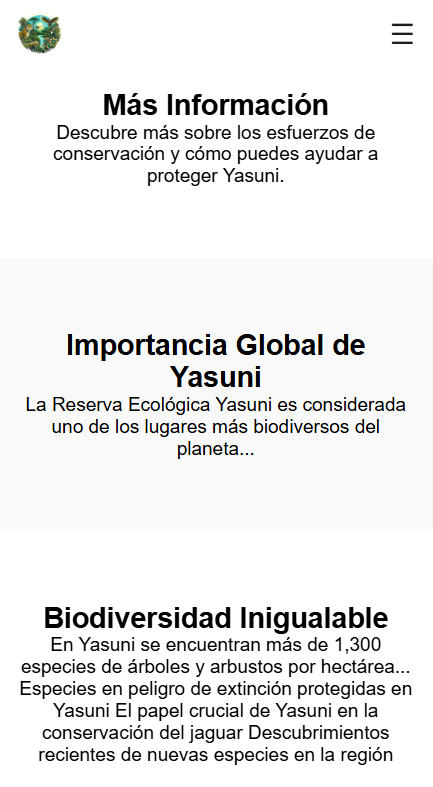 Más Información
Descubre más sobre los esfuerzos de
conservación y cómo puedes ayudar a
proteger Yasuni.
Importancia Global de
Yasuni
La Reserva Ecológica Yasuni es considerada
uno de los lugares más biodiversos del
planeta...
Biodiversidad Inigualable
En Yasuni se encuentran más de 1,300
especies de árboles y arbustos por hectárea...
Especies en peligro de extinción protegidas en
Yasuni El papel crucial de Yasuni en la
conservación del jaguar Descubrimientos
recientes de nuevas especies en la región